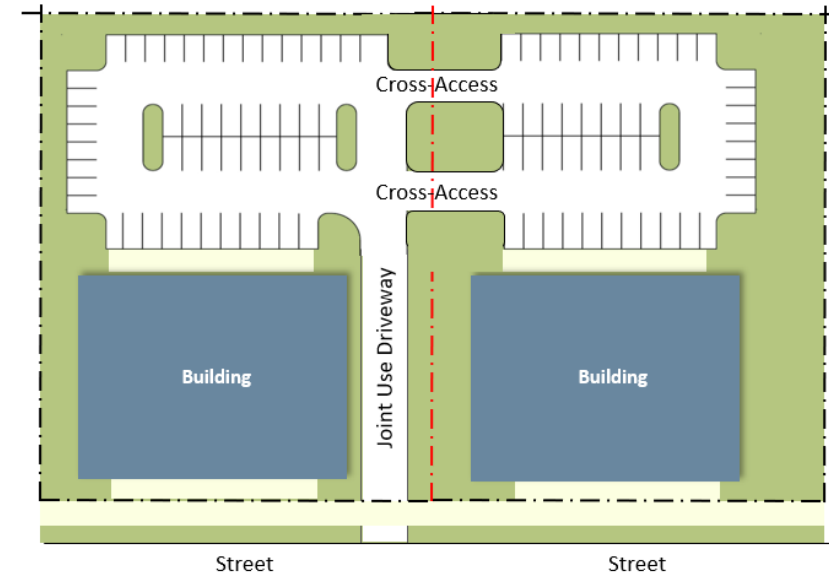 Cross-Access
Cross-Access
Joint Use Driveway
Building
Building
Street
Street